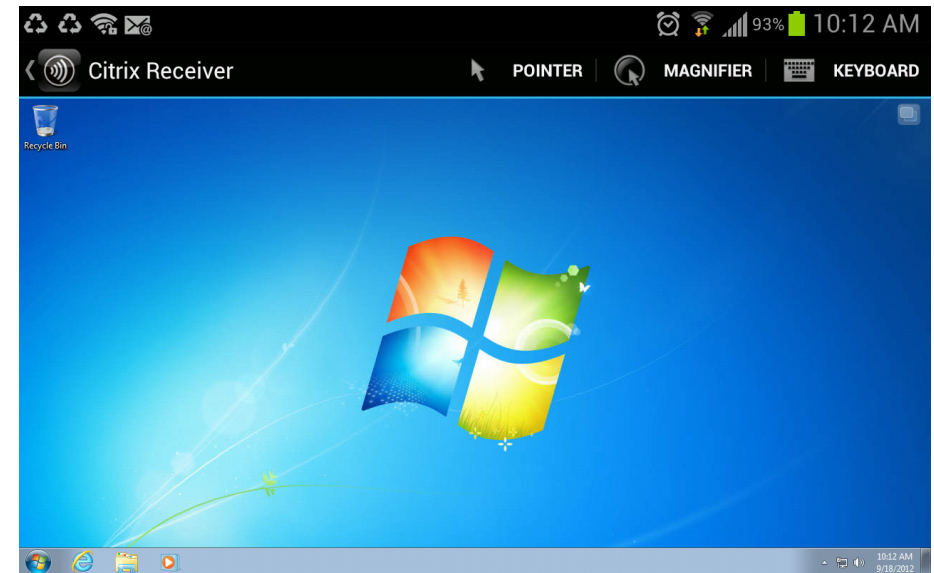 93% 10:12 AM
Citrix Receiver POINTER MAGNIFIER KEYBOARD
Recycle Bin
10:12 AM
9/18/2012